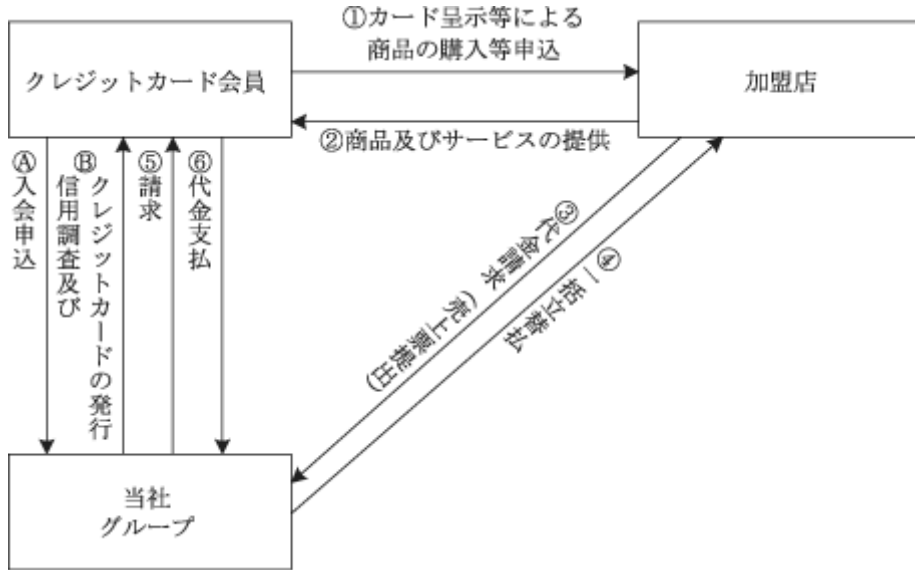 ①カード呈示等による
商品の購入等申込
クレジットカード会員
加盟店
②商品及びサービスの提供
Ⓐ入会申込
Ⓑ信用調査及び
クレジットカードの発行
⑤請求
⑥代金支払
③代金請求(売上票提出)
④一括立替払
当社
グループ